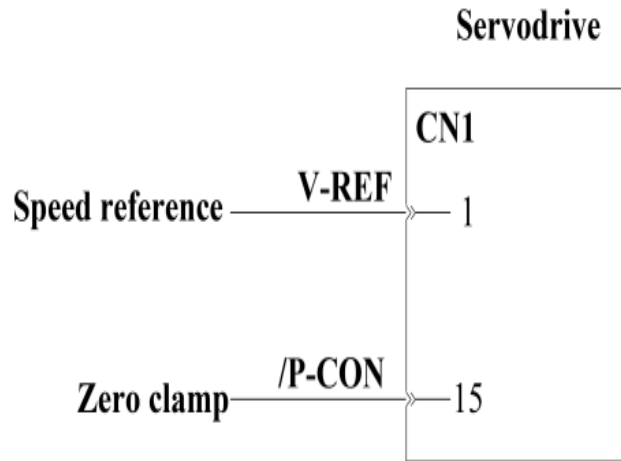 Servodrive
CN1
V-REF
Speed reference 1
/P-CON
Zero clamp 15